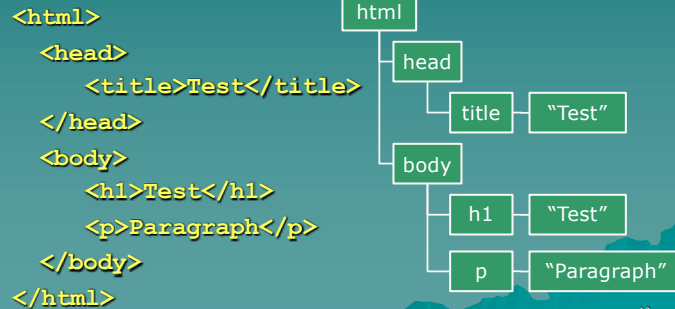 <html>
<head>
<title>Test</title>
</head>
<body>
<h1>Test</h1>
<p>Paragraph</p>
</body>
</html>
html
head
title “Test”
body
h1 “Test”
p “Paragraph”